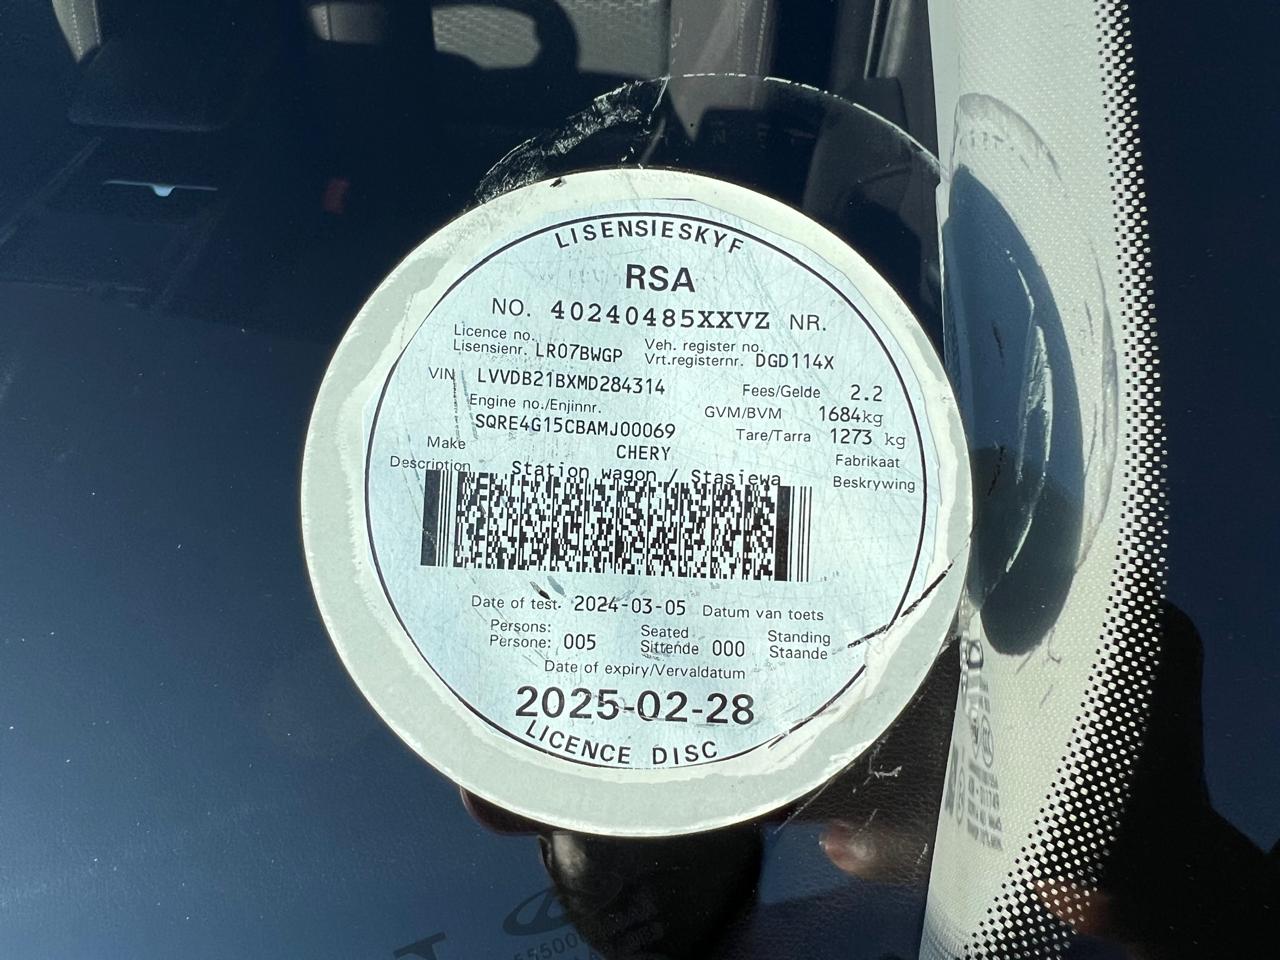 LISENSIESKYF
RSA
NO. 40240485XXVZ NR.
Licence no. Veh. register no.
Lisensienr. LR07BWGP Vrt.registernr. DGD114X
VIN LVVDB21BXMD284314 Fees/Gelde 2.2
Engine no./Enjinnr. GVM/BVM 1684kg
SQRE4G15CBAMJ00069 Tare/Tarra 1273 kg
Make CHERY Fabrikaat
Description Station wagon / Stasiewa Beskrywing
Date of test. 2024-03-05 Datum van toets
Persons: Seated Standing
Persone: 005 Sittende 000 Staande
Date of expiry/Vervaldatum
2025-02-28
LICENCE DISC